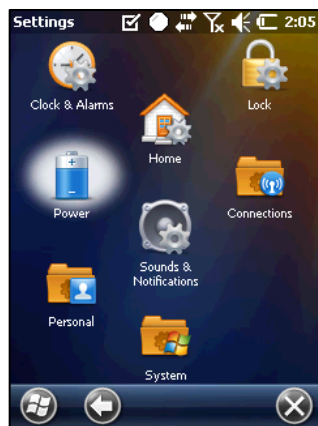 Settings 2:05
Clock & Alarms
Lock
Home
Power
Connections
Sounds &
Notifications
Personal
System